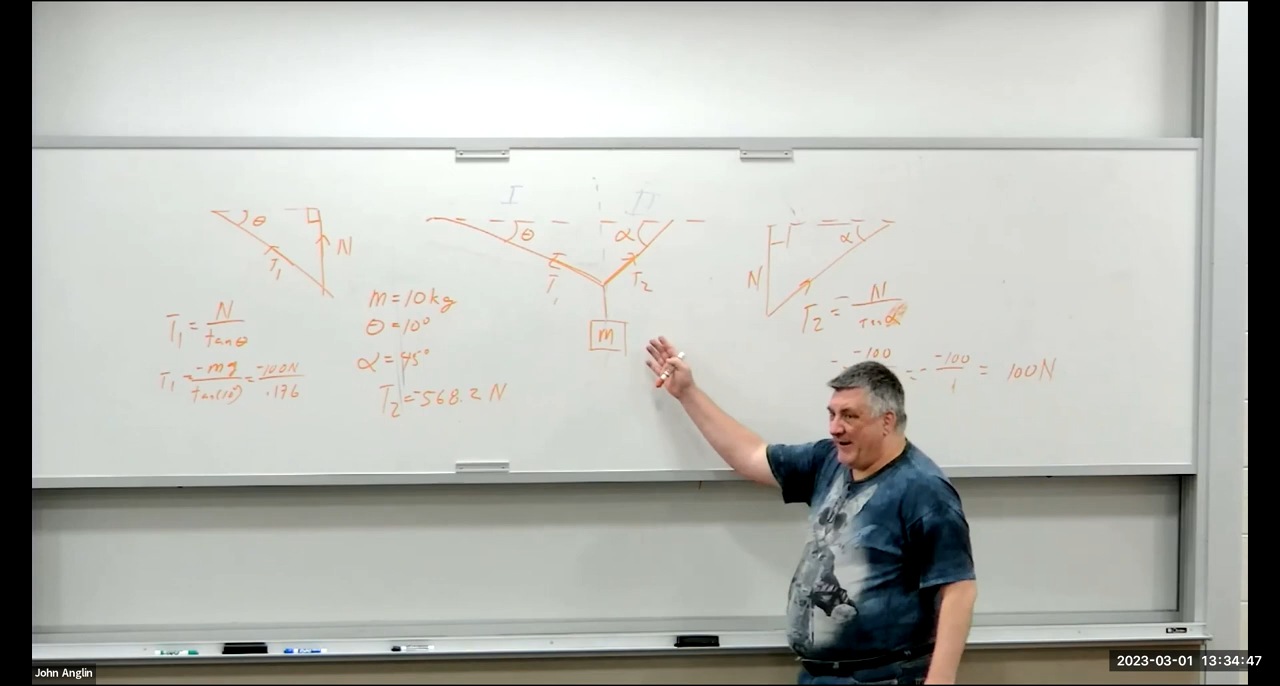 I
II
θ
T₁
N
θ
α
T₁
T₂
m
α
N
T₁ = N / tanθ
T₁ = -mg / tan(10°) = -100N / .176
m = 10kg
θ = 10°
α = 45°
T₂ = -568.2 N
T₂ = - N / tan α
-100
= - -100 / 1 = 100N
John Anglin
2023-03-01 13:34:47